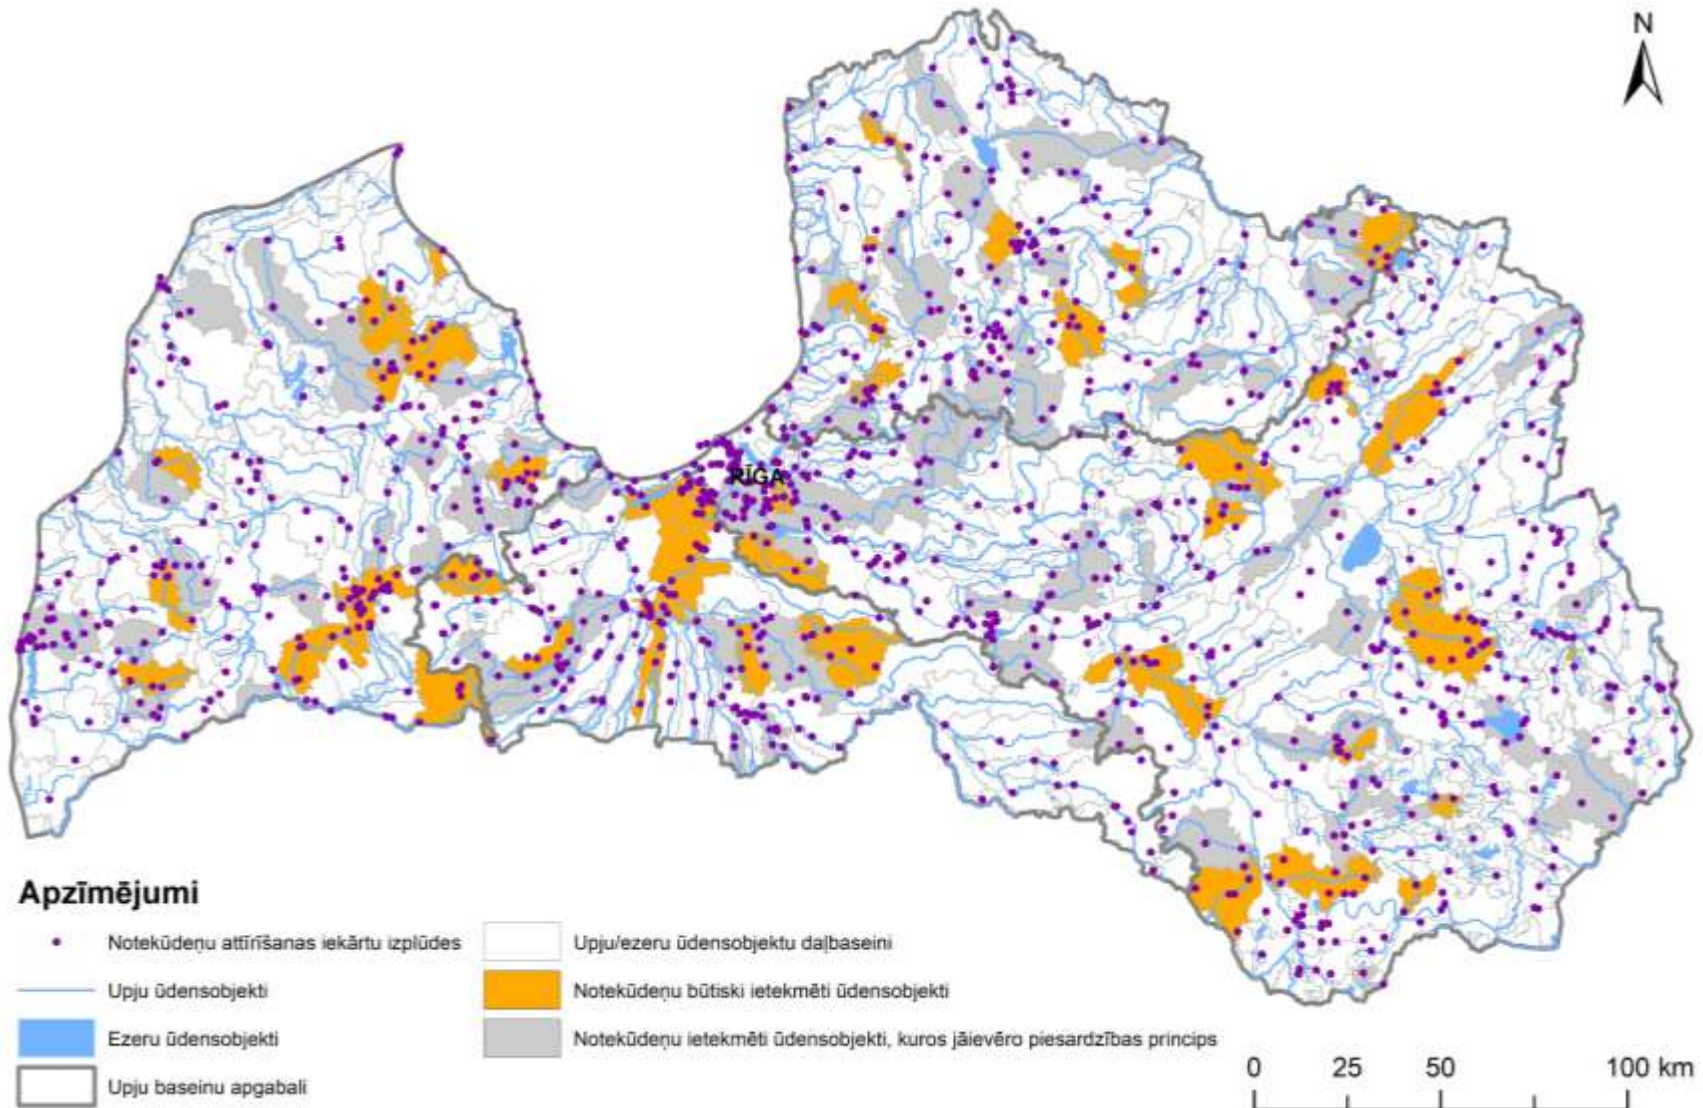 N
RĪGA
Apzīmējumi
Notekūdeņu attīrīšanas iekārtu izplūdes
Upju ūdensobjekti
Ezeru ūdensobjekti
Upju baseinu apgabali
Upju/ezeru ūdensobjektu daļbaseini
Notekūdeņu būtiski ietekmēti ūdensobjekti
Notekūdeņu ietekmēti ūdensobjekti, kuros jāievēro piesardzības princips
0 25 50 100 km